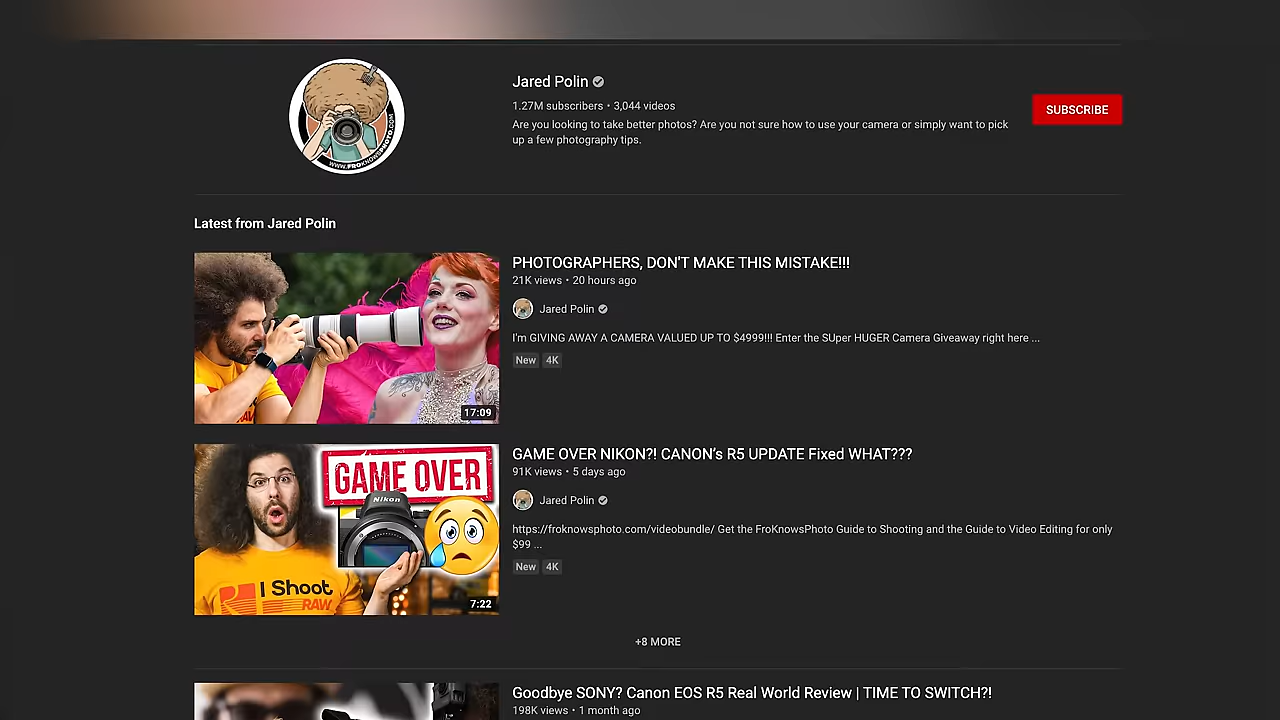 Jared Polin
1.27M subscribers • 3,044 videos
SUBSCRIBE
Are you looking to take better photos? Are you not sure how to use your camera or simply want to pick
up a few photography tips.
WWW.FROKNOWSPHOTO.COM
Latest from Jared Polin
PHOTOGRAPHERS, DON'T MAKE THIS MISTAKE!!!
21K views • 20 hours ago
Jared Polin
I'm GIVING AWAY A CAMERA VALUED UP TO $4999!!! Enter the SUper HUGER Camera Giveaway right here ...
New 4K
RAW
17:09
GAME OVER NIKON?! CANON's R5 UPDATE Fixed WHAT???
91K views • 5 days ago
GAME OVER
Nikon
Jared Polin
https://froknowsphoto.com/videobundle/ Get the FroKnowsPhoto Guide to Shooting and the Guide to Video Editing for only
$99 ...
New 4K
I Shoot
RAW
7:22
+8 MORE
Goodbye SONY? Canon EOS R5 Real World Review | TIME TO SWITCH?!
198K views • 1 month ago